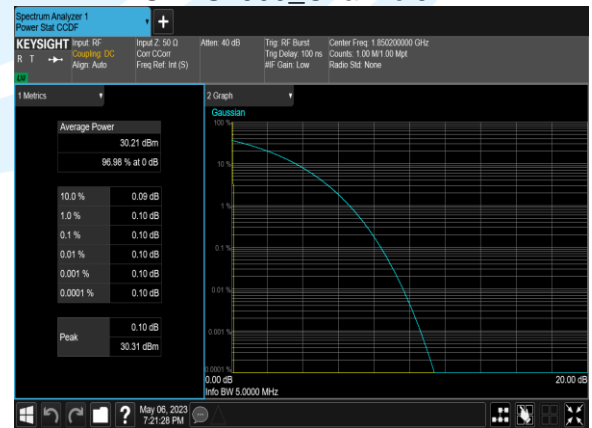 Spectrum Analyzer 1
Power Stat CCDF
KEYSIGHT
R T
Input: RF
Coupling: DC
Align: Auto
Input Z: 50 Ω
Corr CCorr
Freq Ref: Int (S)
Atten: 40 dB
Trig: RF Burst
Trig Delay: 100 ns
#IF Gain: Low
Center Freq: 1.850200000 GHz
Counts: 1.00 M/1.00 Mpt
Radio Std: None
1 Metrics
Average Power
30.21 dBm
96.98 % at 0 dB
10.0 % 0.09 dB
1.0 % 0.10 dB
0.1 % 0.10 dB
0.01 % 0.10 dB
0.001 % 0.10 dB
0.0001 % 0.10 dB
Peak
0.10 dB
30.31 dBm
2 Graph
Gaussian
100 %
10 %
1 %
0.1 %
0.01 %
0.001 %
0.0001 %
0.00 dB 20.00 dB
Info BW 5.0000 MHz
?
May 06, 2023
7:21:28 PM